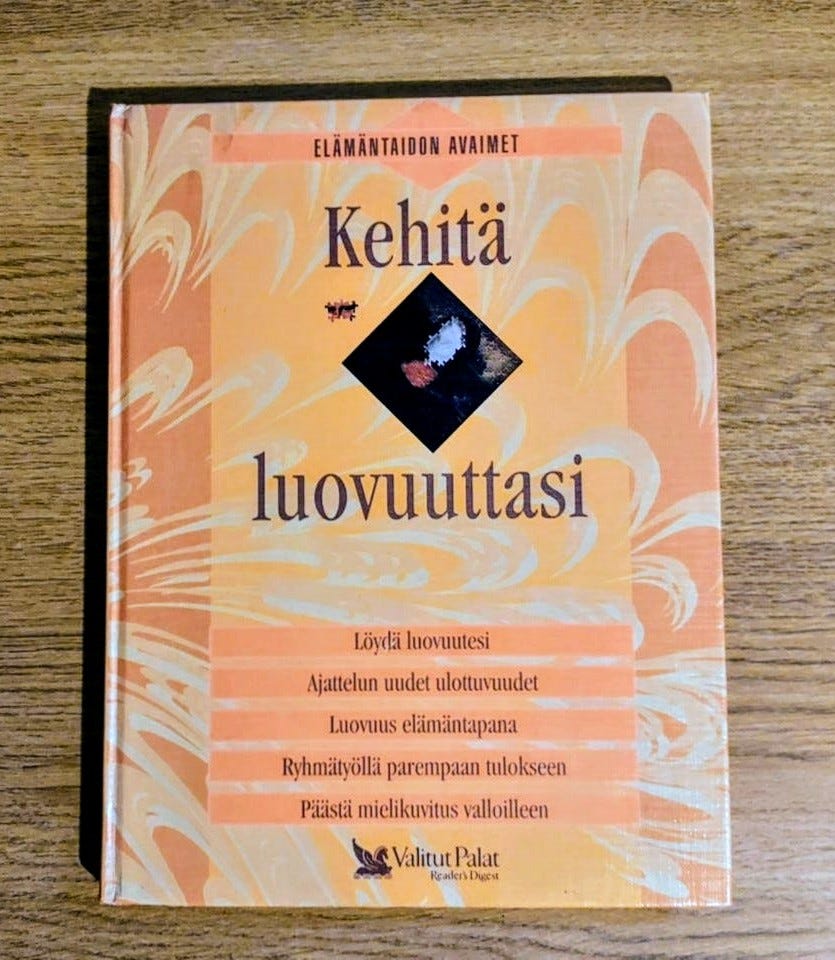 ELÄMÄNTAIDON AVAIMET
Kehitä
luovuuttasi
Löydä luovuutesi
Ajattelun uudet ulottuvuudet
Luovuus elämäntapana
Ryhmätyöllä parempaan tulokseen
Päästä mielikuvitus valloilleen
Valitut Palat
Reader's Digest